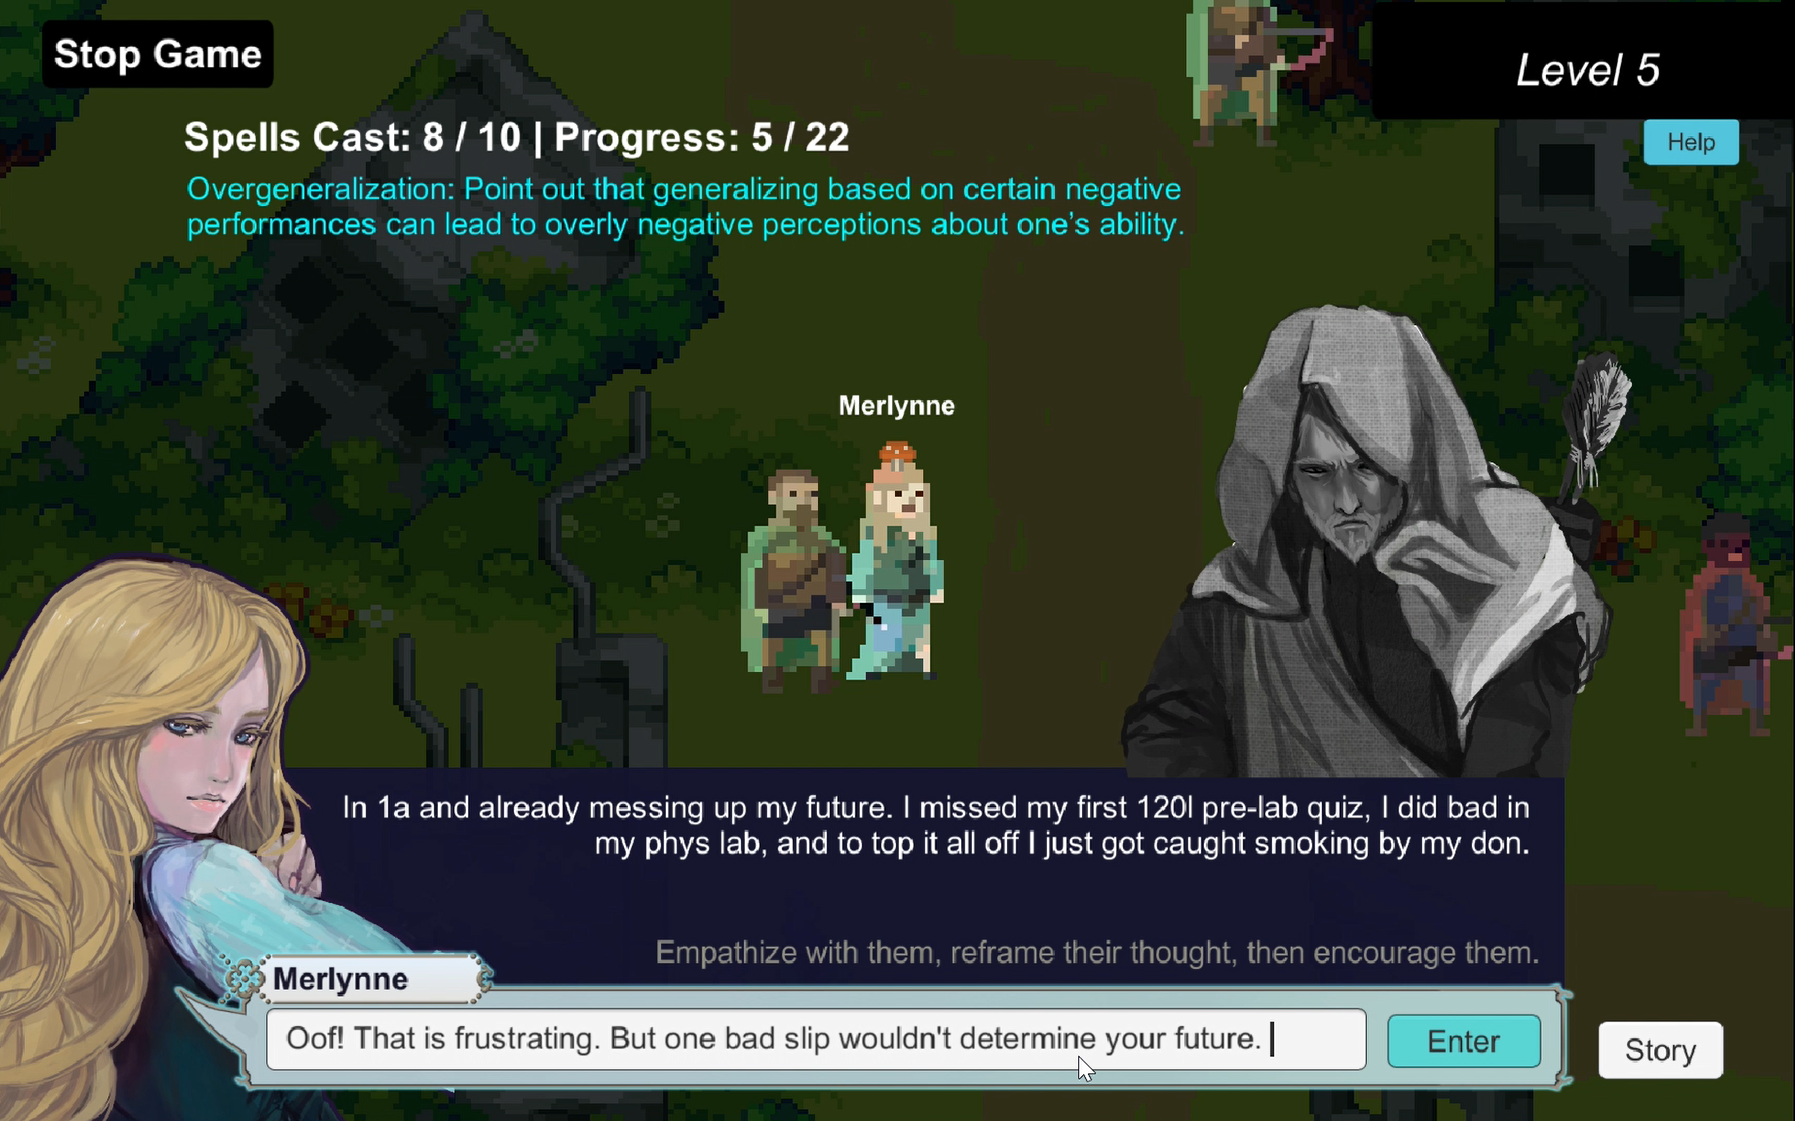 Stop Game
Level 5
Spells Cast: 8 / 10 | Progress: 5 / 22
Help
Overgeneralization: Point out that generalizing based on certain negative
performances can lead to overly negative perceptions about one’s ability.
Merlynne
In 1a and already messing up my future. I missed my first 120l pre-lab quiz, I did bad in
my phys lab, and to top it all off I just got caught smoking by my don.
Empathize with them, reframe their thought, then encourage them.
Merlynne
Oof! That is frustrating. But one bad slip wouldn't determine your future.
Enter
Story